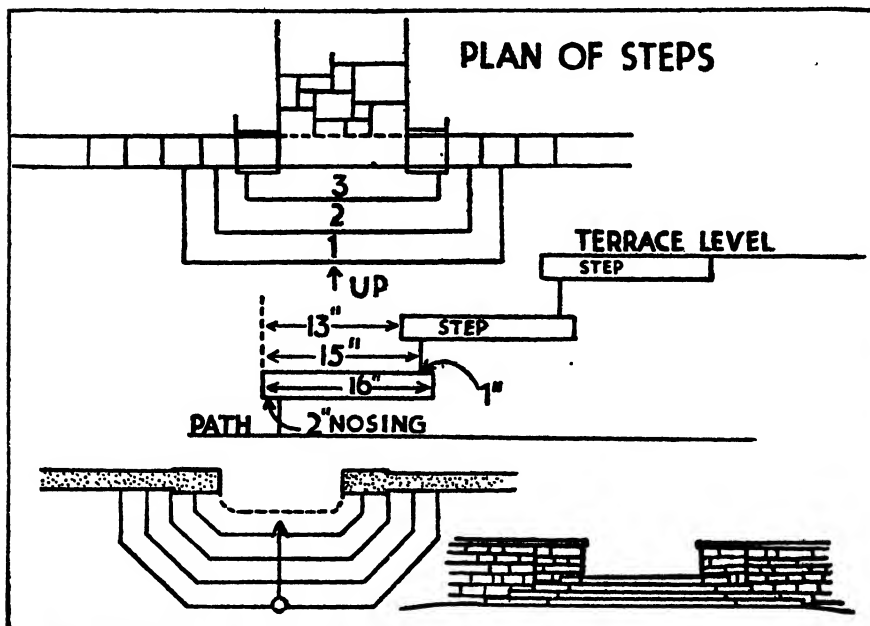 PLAN OF STEPS
3
2
1
UP
TERRACE LEVEL
STEP
13"
STEP
15"
16"
1"
PATH
2" NOSING